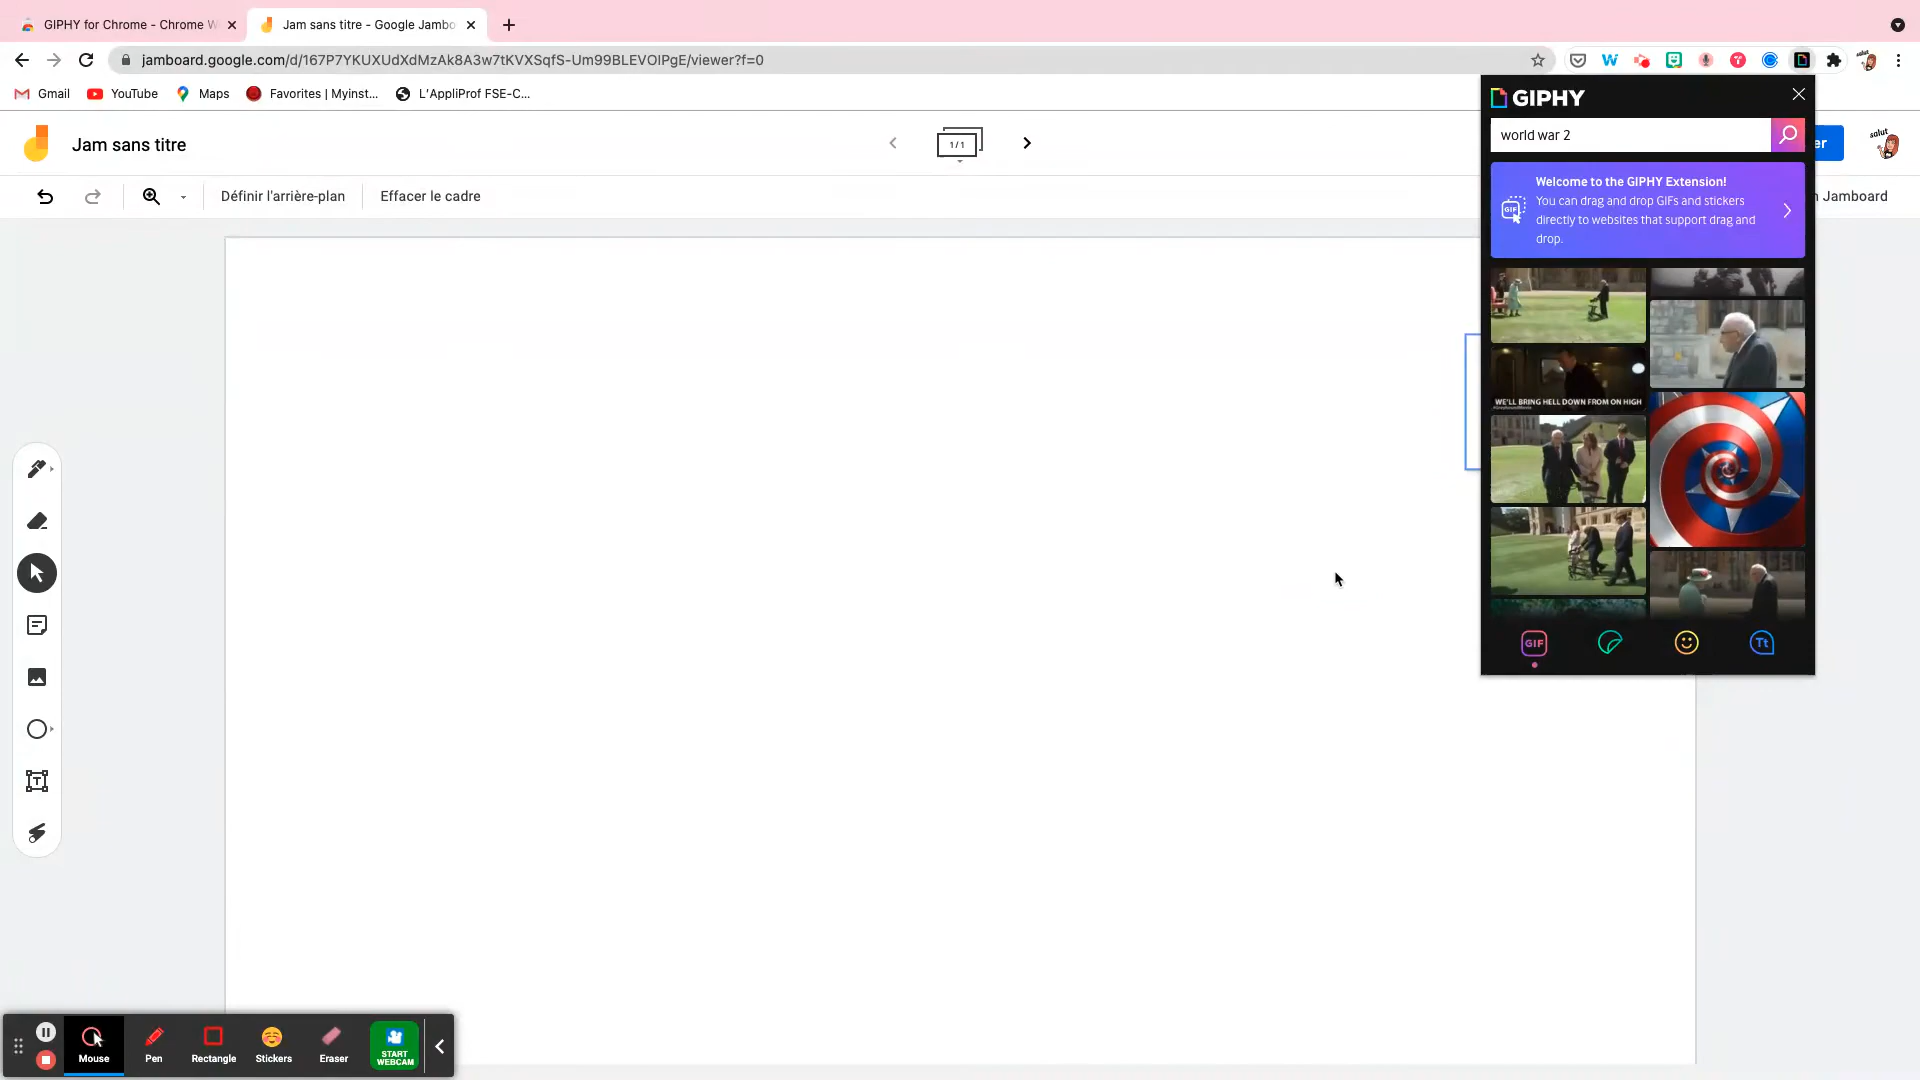 GIPHY for Chrome - Chrome W
Jam sans titre - Google Jambo
jamboard.google.com/d/167P7YKUXUdXdMzAk8A3w7tKVXSqfS-Um99BLEVOIPgE/viewer?f=0
Gmail
YouTube
Maps
Favorites | Myinst...
L'AppliProf FSE-C...
Jam sans titre
1/1
er
salut
Définir l'arrière-plan
Effacer le cadre
n Jamboard
GIPHY
world war 2
Welcome to the GIPHY Extension!
You can drag and drop GIFs and stickers
directly to websites that support drag and
drop.
GIF
WE'LL BRING HELL DOWN FROM ON HIGH
GIF
Tt
Mouse
Pen
Rectangle
Stickers
Eraser
START
WEBCAM